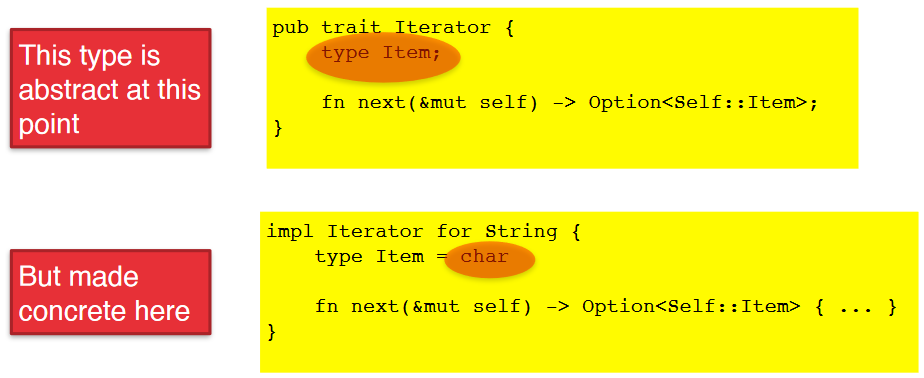 This type is
abstract at this
point
pub trait Iterator {
    type Item;
    fn next(&mut self) -> Option<Self::Item>;
}
But made
concrete here
impl Iterator for String {
    type Item = char
    fn next(&mut self) -> Option<Self::Item> { ... }
}